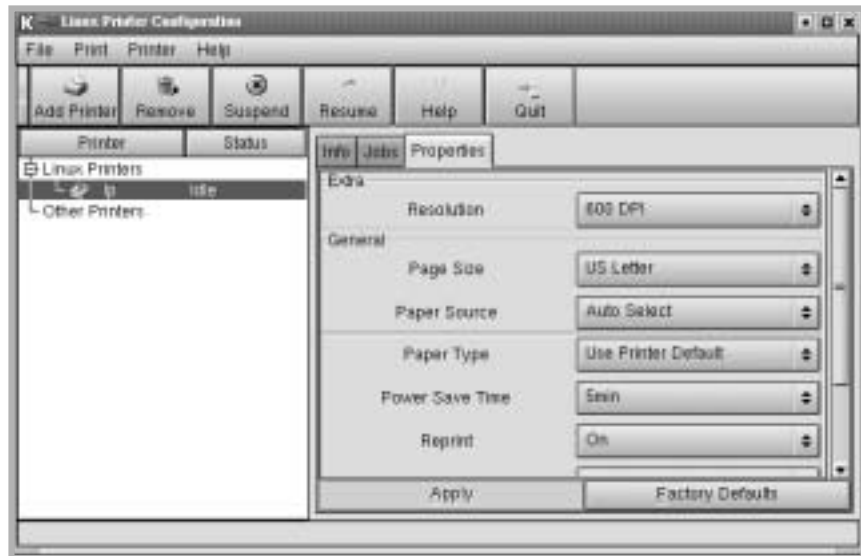 Linux Printer Configuration
File Print Printer Help
Add Printer Remove Suspend Resume Help Quit
Printer Status
Linux Printers
lp Idle
Other Printers
Info Jobs Properties
Extra
Resolution 600 DPI
General
Page Size US Letter
Paper Source Auto Select
Paper Type Use Printer Default
Power Save Time 5min
Reprint On
Apply Factory Defaults